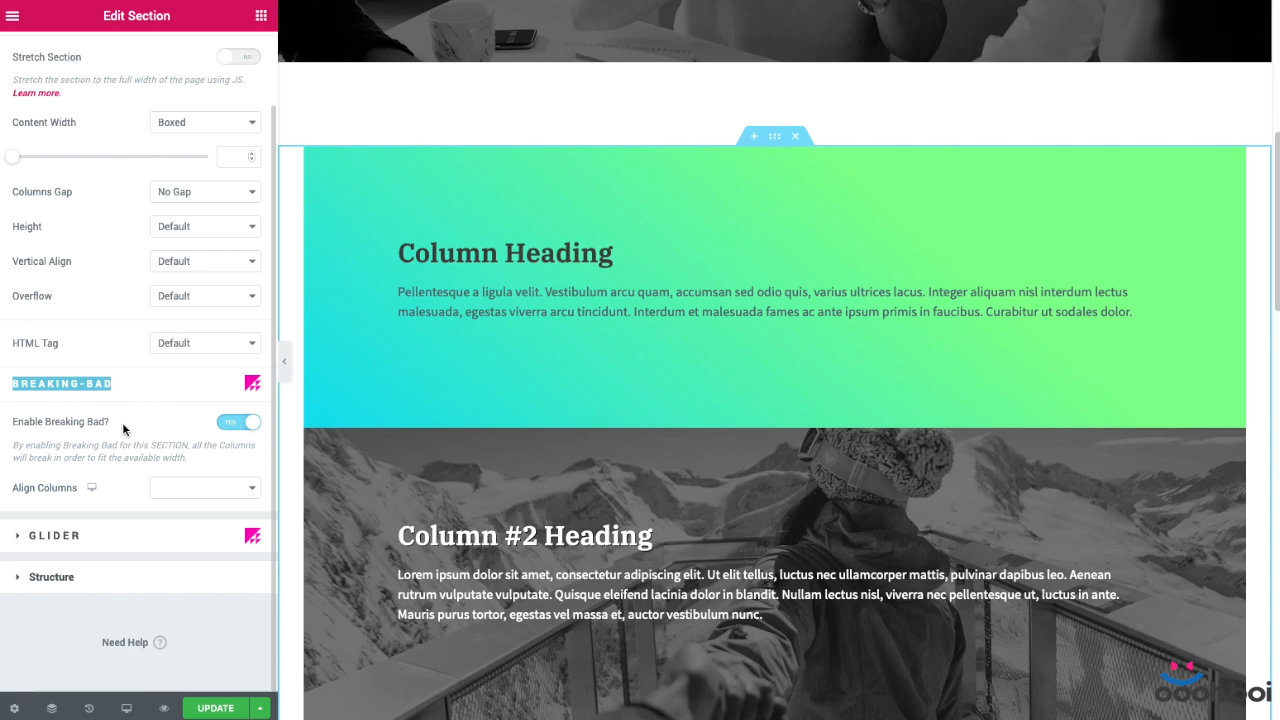 Edit Section
Stretch Section
NO
Stretch the section to the full width of the page using JS.
Learn more.
Content Width
Boxed
Columns Gap
No Gap
Height
Default
Vertical Align
Default
Overflow
Default
HTML Tag
Default
BREAKING-BAD
Enable Breaking Bad?
YES
By enabling Breaking Bad for this SECTION, all the Columns
will break in order to fit the available width.
Align Columns
GLIDER
Structure
Need Help
?
UPDATE
Column Heading
Pellentesque a ligula velit. Vestibulum arcu quam, accumsan sed odio quis, varius ultrices lacus. Integer aliquam nisl interdum lectus
malesuada, egestas viverra arcu tincidunt. Interdum et malesuada fames ac ante ipsum primis in faucibus. Curabitur ut sodales dolor.
Column #2 Heading
Lorem ipsum dolor sit amet, consectetur adipiscing elit. Ut elit tellus, luctus nec ullamcorper mattis, pulvinar dapibus leo. Aenean
rutrum vulputate vulputate. Quisque eleifend lacinia dolor in blandit. Nullam lectus nisl, viverra nec pellentesque ut, luctus in ante.
Mauris purus tortor, egestas vel massa et, auctor vestibulum nunc.